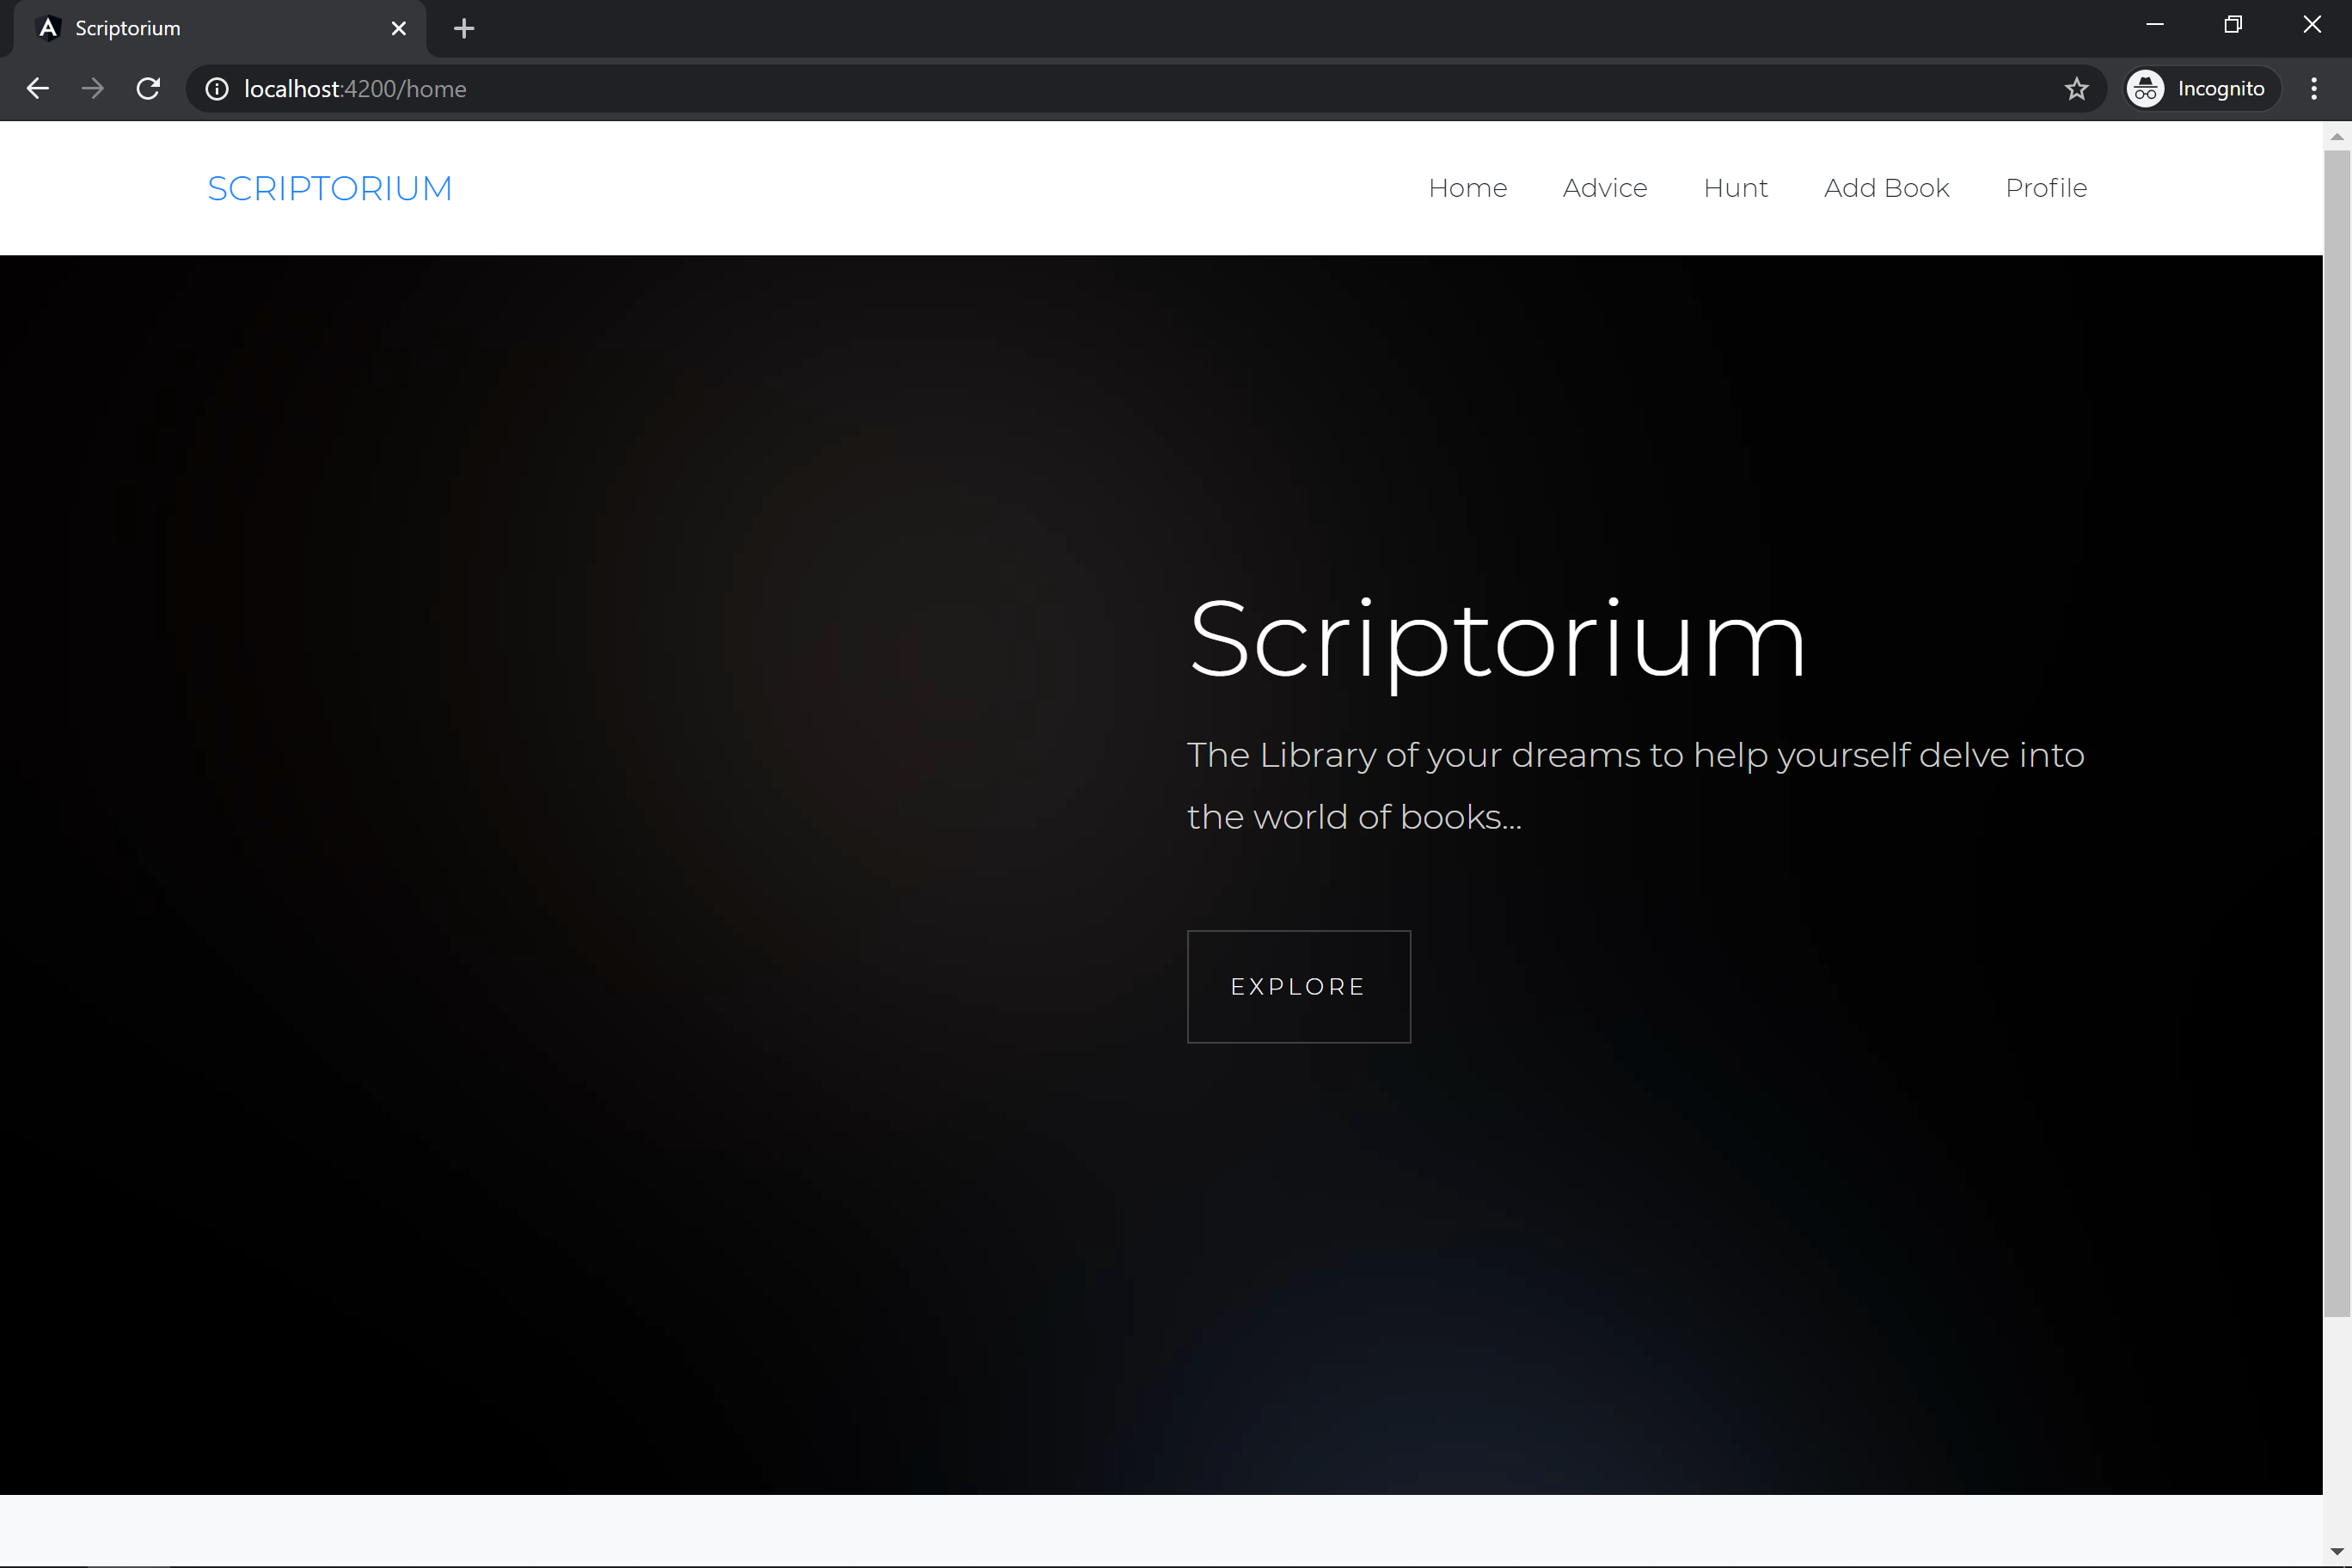 Scriptorium
localhost:4200/home
Incognito
SCRIPTORIUM
Home Advice Hunt Add Book Profile
Scriptorium
The Library of your dreams to help yourself delve into
the world of books...
EXPLORE